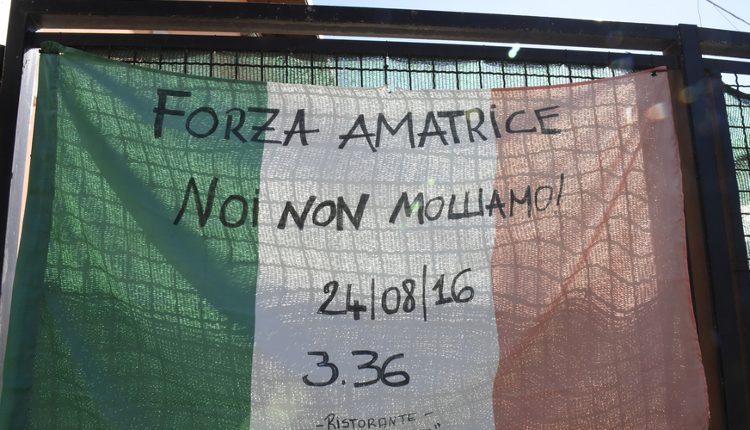 FORZA AMATRICE
NOI NON MOLLIAMO!
24/08/16
3.36
-RISTORANTE-